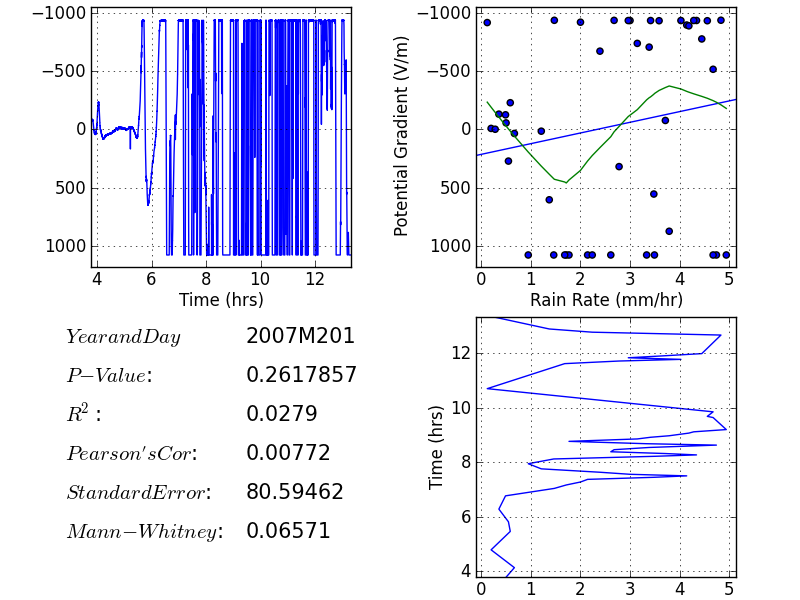 −1000
−500
0
500
1000
4 6 8 10 12
Time (hrs)
−1000
−500
0
500
1000
Potential Gradient (V/m)
0 1 2 3 4 5
Rain Rate (mm/hr)
YearandDay 2007M201
P−Value: 0.2617857
R² : 0.0279
Pearson'sCor: 0.00772
StandardError: 80.59462
Mann−Whitney: 0.06571
12
10
8
6
4
Time (hrs)
0 1 2 3 4 5